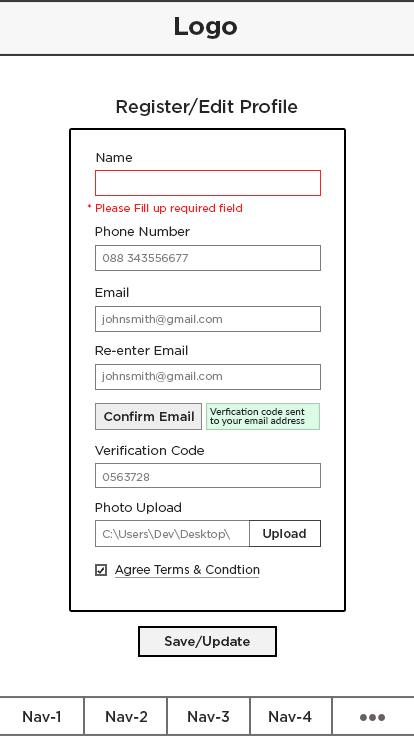 Logo
Register/Edit Profile
Name
* Please Fill up required field
Phone Number
088 343556677
Email
johnsmith@gmail.com
Re-enter Email
johnsmith@gmail.com
Confirm Email
Verfication code sent
to your email address
Verification Code
0563728
Photo Upload
C:\Users\Dev\Desktop\ Upload
Agree Terms & Condtion
Save/Update
Nav-1 Nav-2 Nav-3 Nav-4